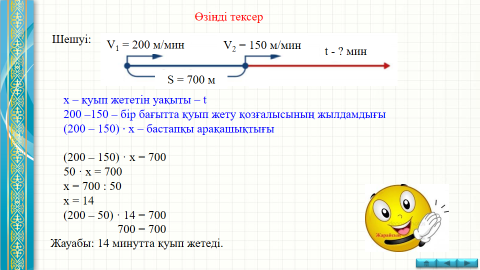 Өзіңді тексер
Шешуі:
V₁ = 200 м/мин
V₂ = 150 м/мин
t - ? мин
S = 700 м
х – қуып жететін уақыты – t
200 –150 – бір бағытта қуып жету қозғалысының жылдамдығы
(200 – 150) · х – бастапқы арақашықтығы
(200 – 150) · х = 700
50 · х = 700
х = 700 : 50
х = 14
(200 – 50) · 14 = 700
700 = 700
Жауабы: 14 минутта қуып жетеді.